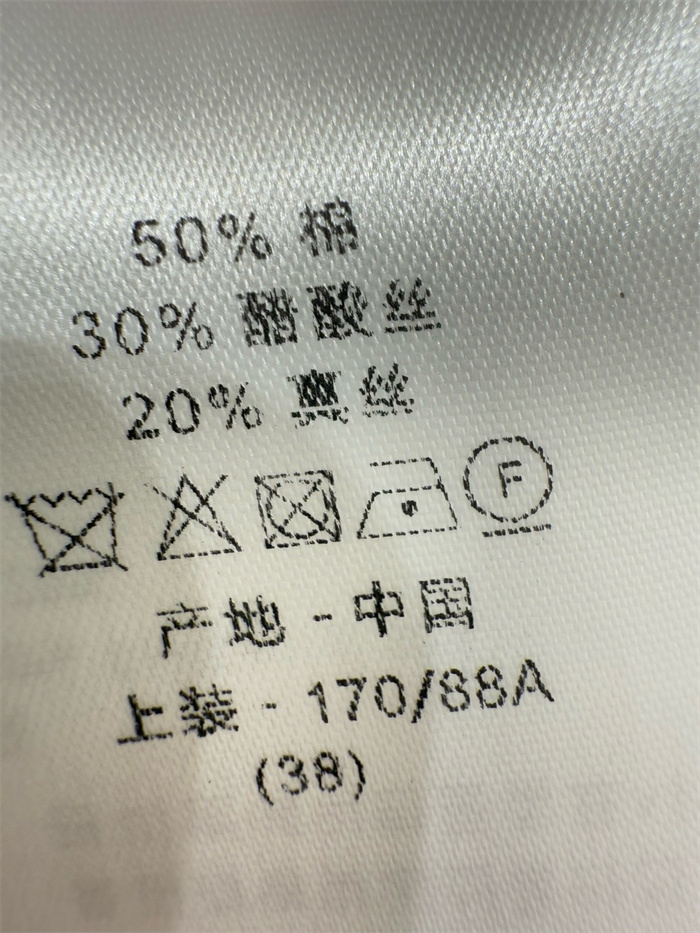 50% 棉
30% 醋酸丝
20% 真丝
F
产地 - 中国
上装 - 170/88A
(38)